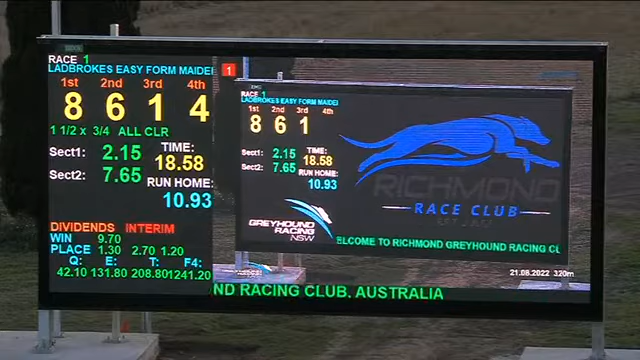 RACE 1
LADBROKES EASY FORM MAIDEI
1
1st 2nd 3rd 4th
8 6 1 4
1 1/2 x 3/4 ALL CLR
Sect1: 2.15 TIME:
18.58
Sect2: 7.65 RUN HOME:
10.93
DIVIDENDS INTERIM
WIN 9.70
PLACE 1.30 2.70 1.20
Q: E: T: F4:
42.10 131.80 208.80 1241.20
RACE 1
LADBROKES EASY FORM MAIDEI
1st 2nd 3rd 4th
8 6 1
Sect1: 2.15 TIME:
18.58
Sect2: 7.65 RUN HOME:
10.93
GREYHOUND
RACING
NSW
RICHMOND
RACE CLUB
ELCOME TO RICHMOND GREYHOUND RACING CL
21.08.2022 320m
ND RACING CLUB. AUSTRALIA